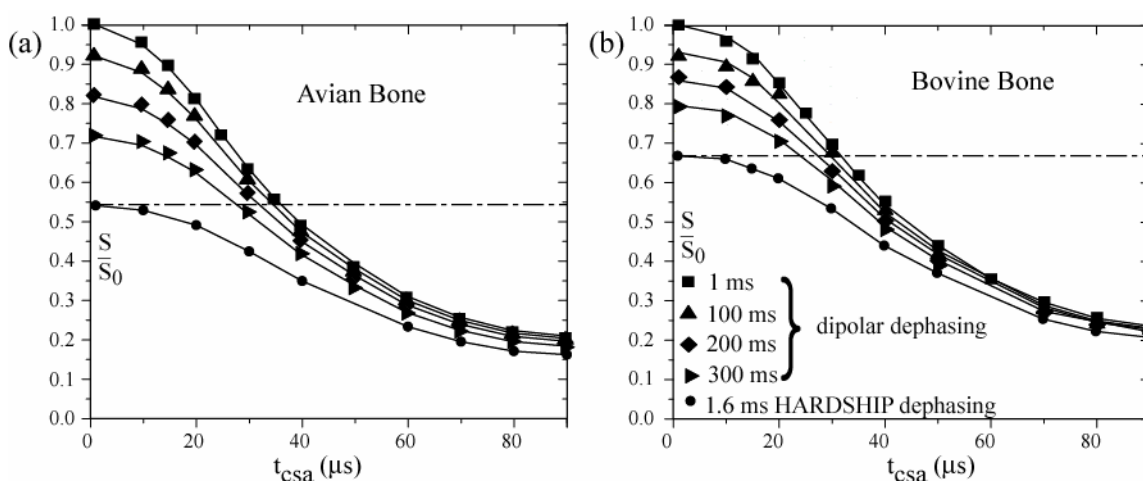 (a)
Avian Bone
1.0
0.9
0.8
0.7
0.6
0.5
0.4
0.3
0.2
0.1
0.0
S
S0
0 20 40 60 80
tcsa (μs)
(b)
Bovine Bone
1.0
0.9
0.8
0.7
0.6
0.5
0.4
0.3
0.2
0.1
0.0
S
S0
1 ms
100 ms
200 ms
300 ms
dipolar dephasing
1.6 ms HARDSHIP dephasing
0 20 40 60 80
tcsa (μs)